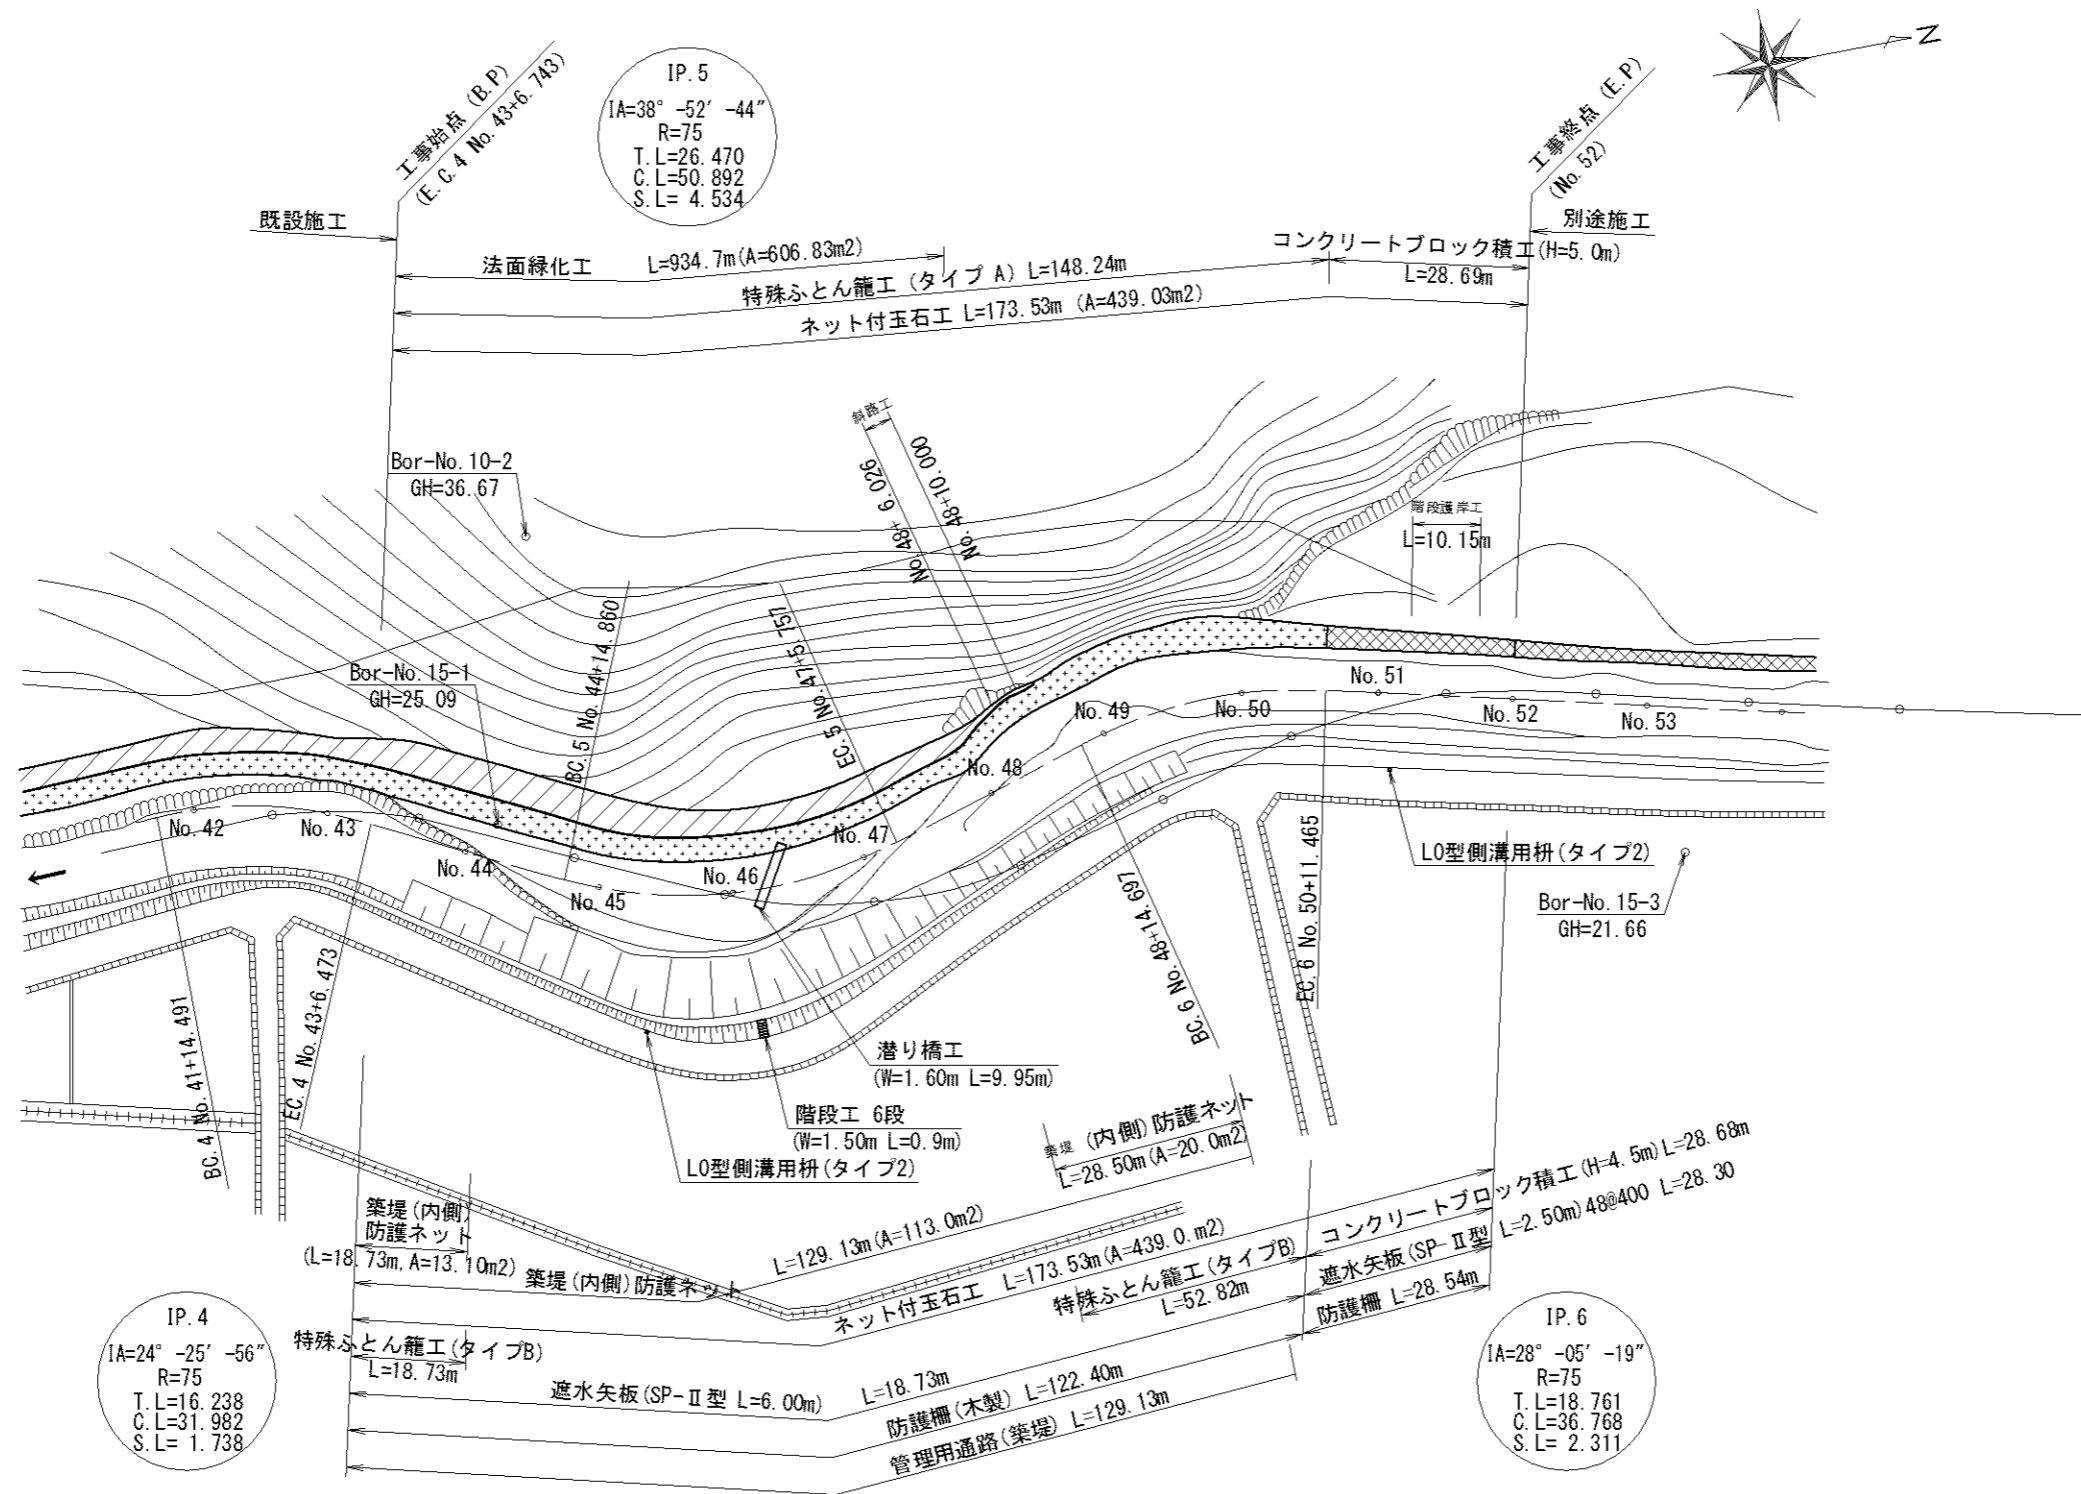 N
工事始点 (B.P)
(E.C.4 No.43+6.743)
IP.5
IA=38°-52′-44″
R=75
T.L=26.470
C.L=50.892
S.L= 4.534
工事終点 (E.P)
(No.52)
既設施工
別途施工
法面緑化工 L=934.7m(A=606.83m2)
コンクリートブロック積工(H=5.0m)
L=28.69m
特殊ふとん籠工 (タイプ A) L=148.24m
ネット付玉石工 L=173.53m (A=439.03m2)
斜路工
No.48+ 6.026
No.48+10.000
Bor-No.10-2
GH=36.67
階段護岸工
L=10.15m
BC.5 No.44+14.860
EC.5 No.47+5.757
Bor-No.15-1
GH=25.09
No.42
No.43
No.44
No.45
No.46
No.47
No.48
No.49
No.50
No.51
No.52
No.53
LO型側溝用桝(タイプ2)
Bor-No.15-3
GH=21.66
BC.4 No.41+14.491
EC.4 No.43+6.473
BC.6 No.48+14.697
EC.6 No.50+11.465
潜り橋工
(W=1.60m L=9.95m)
階段工 6段
(W=1.50m L=0.9m)
LO型側溝用桝(タイプ2)
築堤 (内側)防護ネット
L=28.50m(A=20.0m2)
築堤(内側)
防護ネット
(L=18.73m,A=13.10m2)
築堤(内側)防護ネット L=129.13m(A=113.0m2)
ネット付玉石工 L=173.53m(A=439.0.m2)
コンクリートブロック積工(H=4.5m)L=28.68m
特殊ふとん籠工(タイプB)
L=52.82m
遮水矢板(SP-Ⅱ型 L=2.50m)48@400 L=28.30
防護柵 L=28.54m
特殊ふとん籠工(タイプB)
L=18.73m
遮水矢板(SP-Ⅱ型 L=6.00m) L=18.73m
防護柵(木製) L=122.40m
管理用通路(築堤) L=129.13m
IP.4
IA=24°-25′-56″
R=75
T.L=16.238
C.L=31.982
S.L= 1.738
IP.6
IA=28°-05′-19″
R=75
T.L=18.761
C.L=36.768
S.L= 2.311